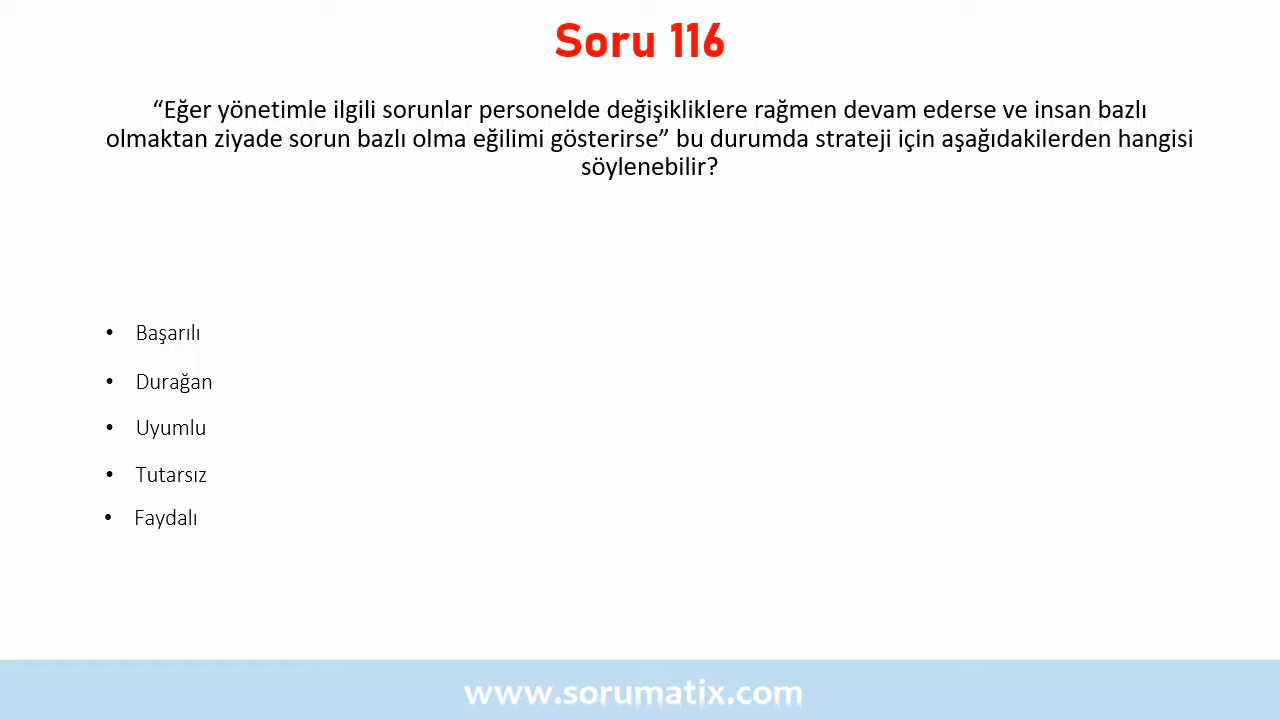 Soru 116
“Eğer yönetimle ilgili sorunlar personelde değişikliklere rağmen devam ederse ve insan bazlı
olmaktan ziyade sorun bazlı olma eğilimi gösterirse” bu durumda strateji için aşağıdakilerden hangisi
söylenebilir?
• Başarılı
• Durağan
• Uyumlu
• Tutarsız
• Faydalı
www.sorumatix.com